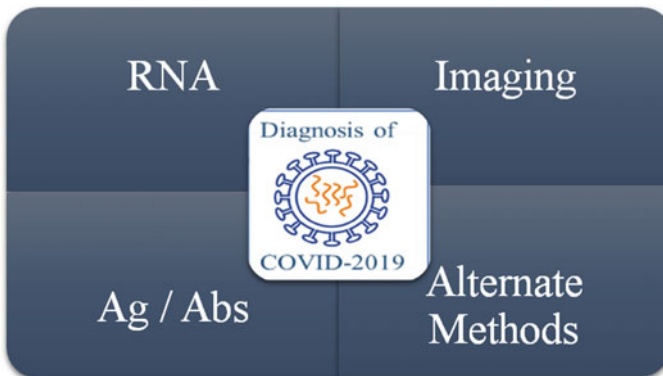 RNA
Imaging
Diagnosis of
COVID-2019
Ag / Abs
Alternate
Methods